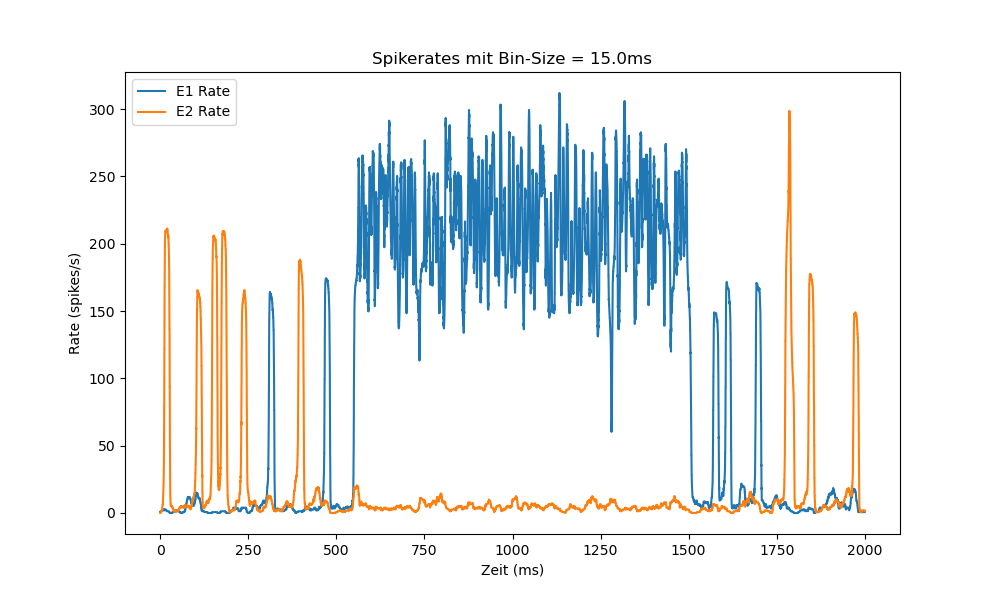 Spikerates mit Bin-Size = 15.0ms
E1 Rate
E2 Rate
300
250
200
150
100
50
0
Rate (spikes/s)
0 250 500 750 1000 1250 1500 1750 2000
Zeit (ms)